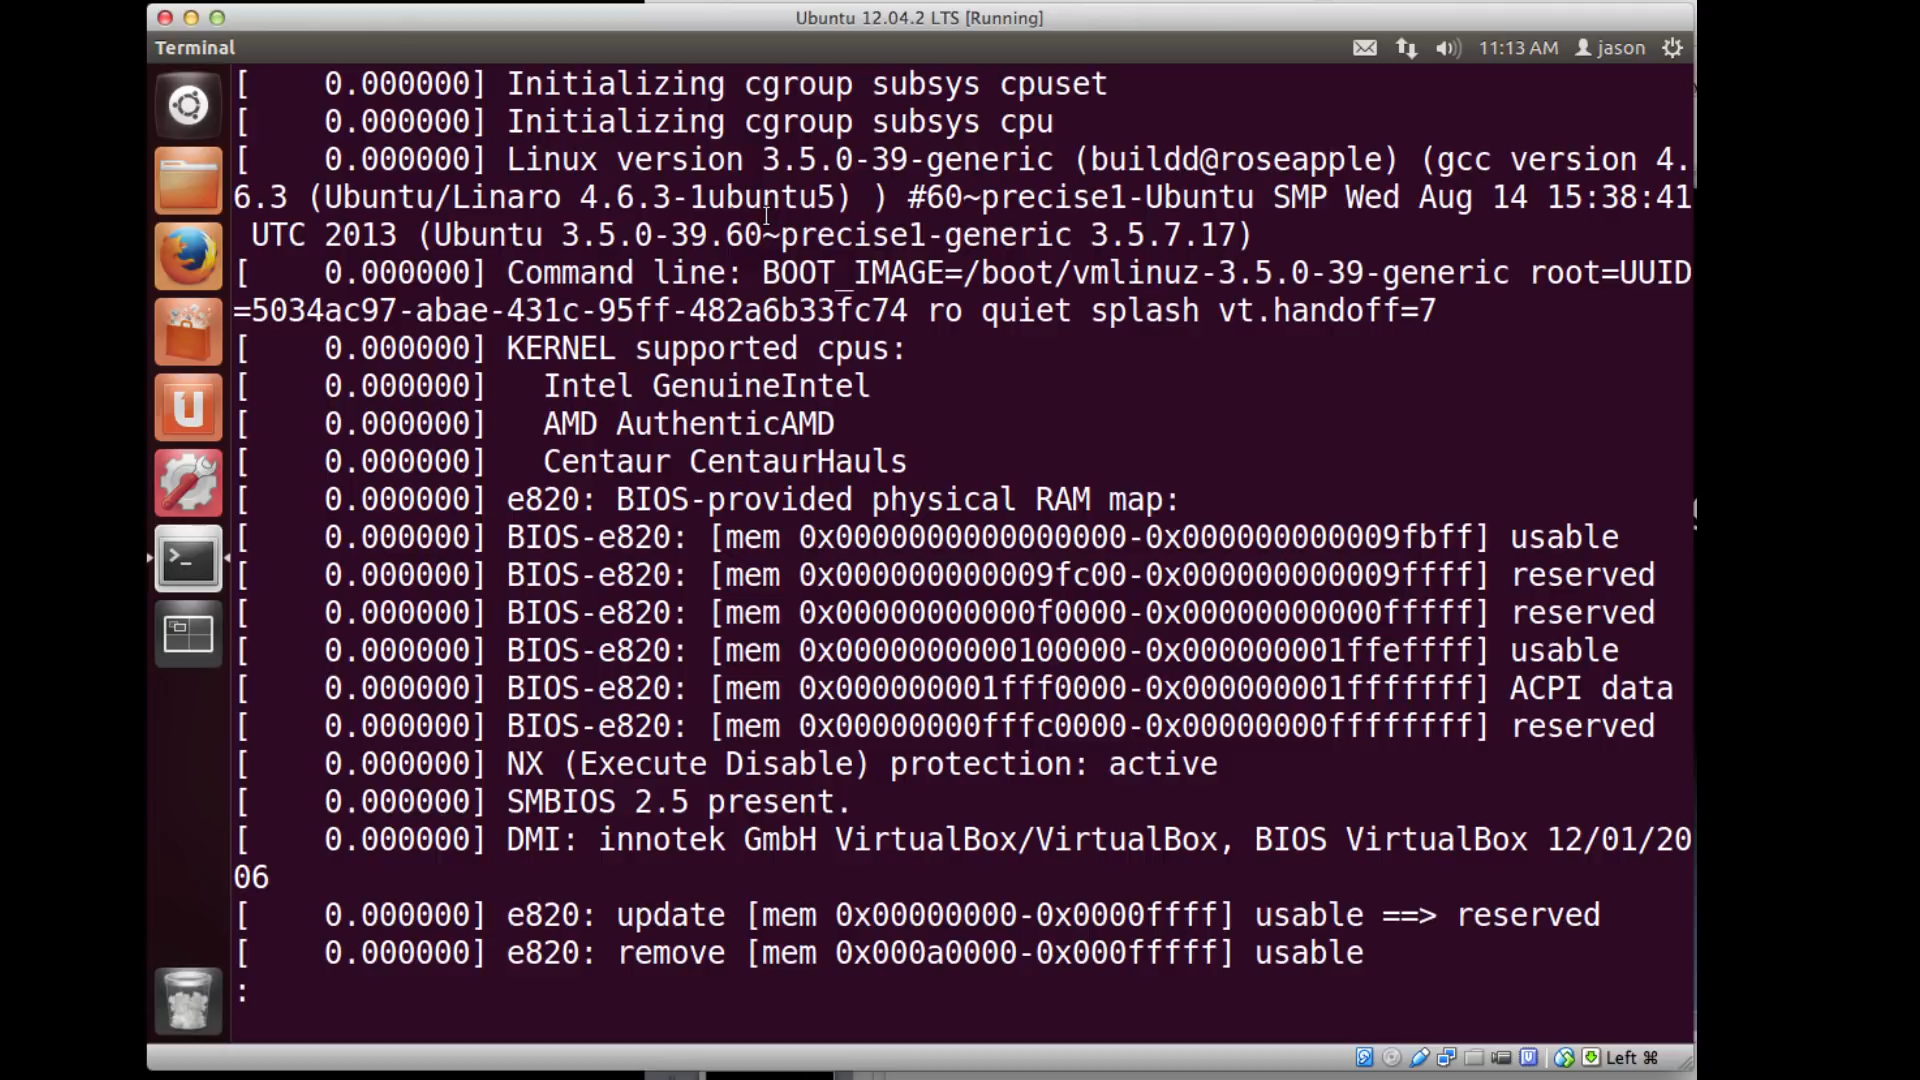 Ubuntu 12.04.2 LTS [Running]
Terminal
11:13 AM
jason
[    0.000000] Initializing cgroup subsys cpuset
[    0.000000] Initializing cgroup subsys cpu
[    0.000000] Linux version 3.5.0-39-generic (buildd@roseapple) (gcc version 4.
6.3 (Ubuntu/Linaro 4.6.3-1ubuntu5) ) #60~precise1-Ubuntu SMP Wed Aug 14 15:38:41
UTC 2013 (Ubuntu 3.5.0-39.60~precise1-generic 3.5.7.17)
[    0.000000] Command line: BOOT_IMAGE=/boot/vmlinuz-3.5.0-39-generic root=UUID
=5034ac97-abae-431c-95ff-482a6b33fc74 ro quiet splash vt.handoff=7
[    0.000000] KERNEL supported cpus:
[    0.000000]   Intel GenuineIntel
[    0.000000]   AMD AuthenticAMD
[    0.000000]   Centaur CentaurHauls
[    0.000000] e820: BIOS-provided physical RAM map:
[    0.000000] BIOS-e820: [mem 0x0000000000000000-0x000000000009fbff] usable
[    0.000000] BIOS-e820: [mem 0x000000000009fc00-0x000000000009ffff] reserved
[    0.000000] BIOS-e820: [mem 0x00000000000f0000-0x00000000000fffff] reserved
[    0.000000] BIOS-e820: [mem 0x0000000000100000-0x000000001ffeffff] usable
[    0.000000] BIOS-e820: [mem 0x000000001fff0000-0x000000001fffffff] ACPI data
[    0.000000] BIOS-e820: [mem 0x00000000fffc0000-0x00000000ffffffff] reserved
[    0.000000] NX (Execute Disable) protection: active
[    0.000000] SMBIOS 2.5 present.
[    0.000000] DMI: innotek GmbH VirtualBox/VirtualBox, BIOS VirtualBox 12/01/20
06
[    0.000000] e820: update [mem 0x00000000-0x0000ffff] usable ==> reserved
[    0.000000] e820: remove [mem 0x000a0000-0x000fffff] usable
:
Left ⌘